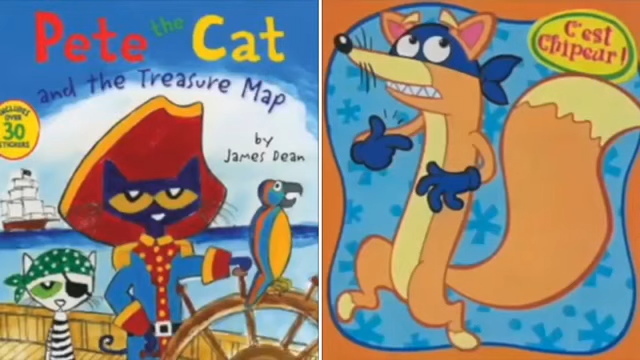 Pete the Cat
and the Treasure Map
INCLUDES
OVER
30
STICKERS
by
James Dean
C'est
Chipeur!